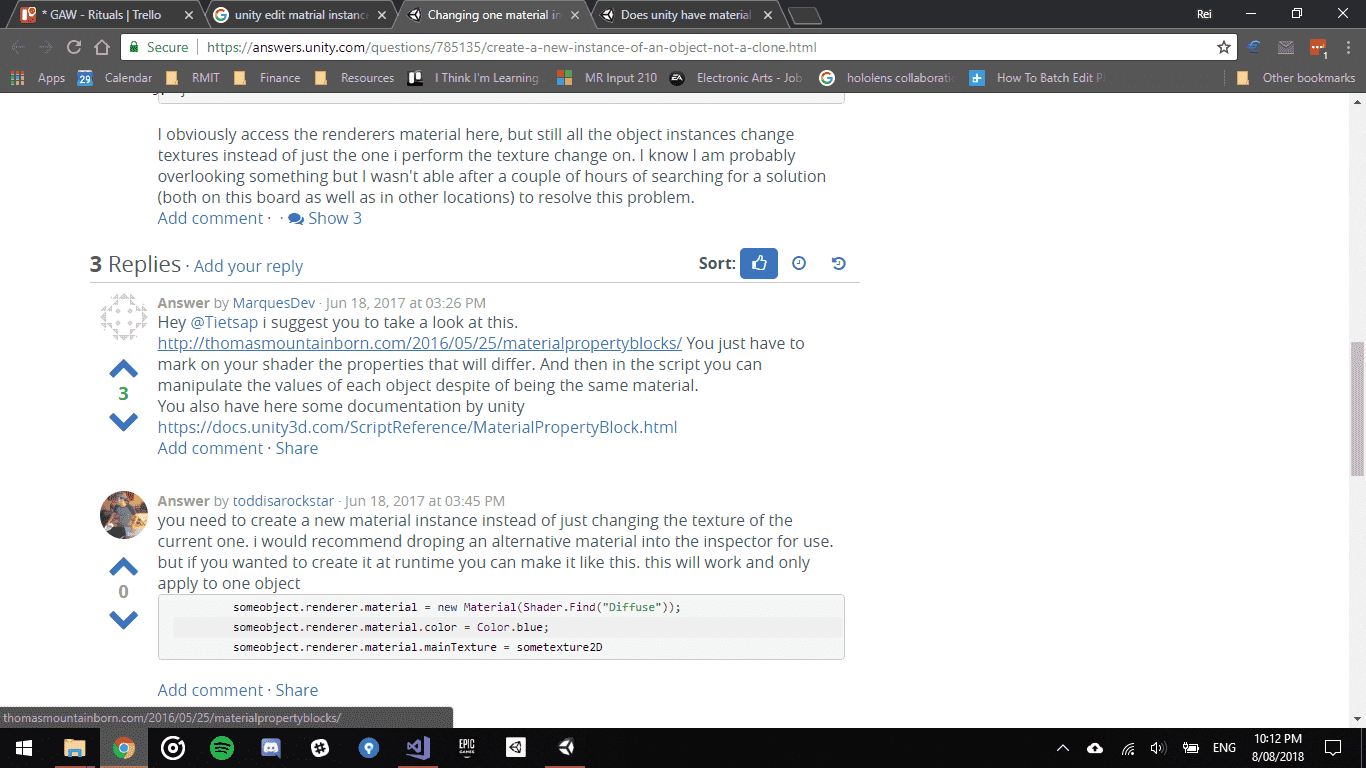 * GAW - Rituals | Trello
unity edit matrial instanc
Changing one material in
Does unity have material
Rei
Secure
https://answers.unity.com/questions/785135/create-a-new-instance-of-an-object-not-a-clone.html
Apps
29
Calendar
RMIT
Finance
Resources
I Think I'm Learning
MR Input 210
EA
Electronic Arts - Job
hololens collaborati
How To Batch Edit P
Other bookmarks
I obviously access the renderers material here, but still all the object instances change
textures instead of just the one i perform the texture change on. I know I am probably
overlooking something but I wasn't able after a couple of hours of searching for a solution
(both on this board as well as in other locations) to resolve this problem.
Add comment · · Show 3
3 Replies · Add your reply
Sort:
Answer by MarquesDev · Jun 18, 2017 at 03:26 PM
Hey @Tietsap i suggest you to take a look at this.
http://thomasmountainborn.com/2016/05/25/materialpropertyblocks/ You just have to
mark on your shader the properties that will differ. And then in the script you can
manipulate the values of each object despite of being the same material.
3
You also have here some documentation by unity
https://docs.unity3d.com/ScriptReference/MaterialPropertyBlock.html
Add comment · Share
Answer by toddisarockstar · Jun 18, 2017 at 03:45 PM
you need to create a new material instance instead of just changing the texture of the
current one. i would recommend droping an alternative material into the inspector for use.
but if you wanted to create it at runtime you can make it like this. this will work and only
apply to one object
0
someobject.renderer.material = new Material(Shader.Find("Diffuse"));
someobject.renderer.material.color = Color.blue;
someobject.renderer.material.mainTexture = sometexture2D
Add comment · Share
thomasmountainborn.com/2016/05/25/materialpropertyblocks/
EPIC
GAMES
ENG
10:12 PM
8/08/2018